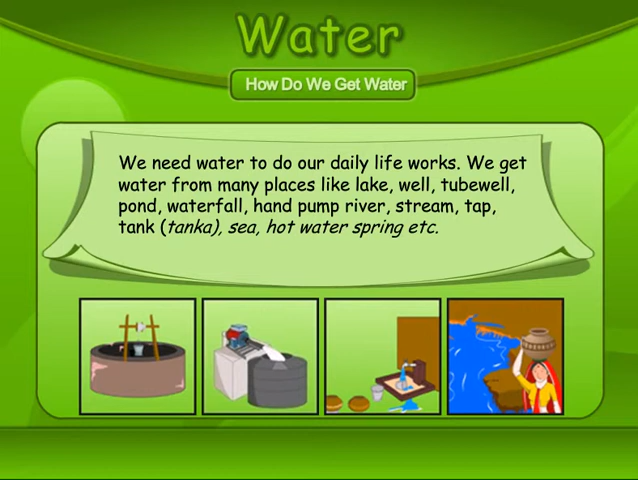 Water
How Do We Get Water
We need water to do our daily life works. We get
water from many places like lake, well, tubewell,
pond, waterfall, hand pump river, stream, tap,
tank (tanka), sea, hot water spring etc.